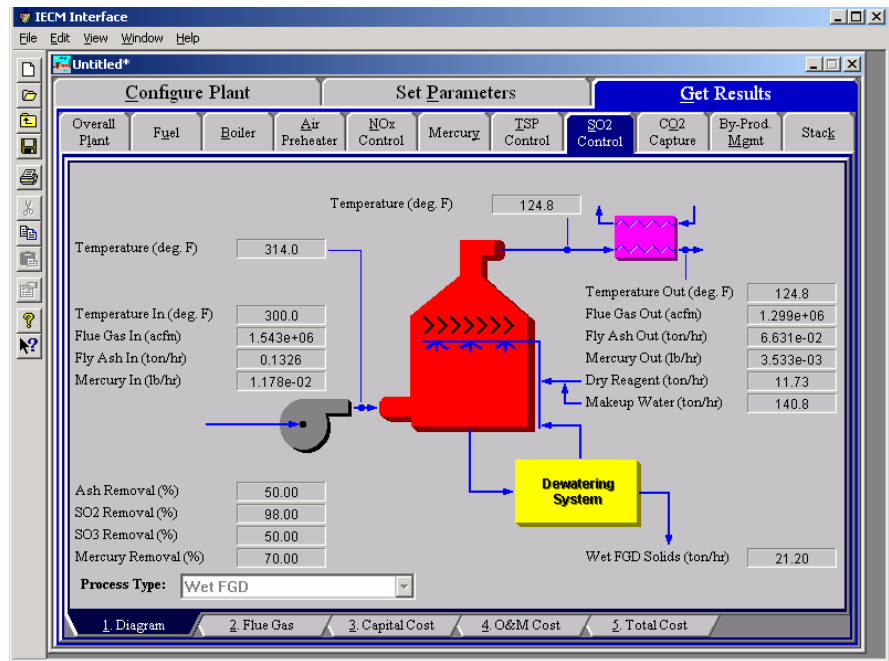 IECM Interface
File Edit View Window Help
Untitled*
Configure Plant Set Parameters Get Results
Overall Plant Fuel Boiler Air Preheater NOx Control Mercury TSP Control SO2 Control CO2 Capture By-Prod. Mgmt Stack
Temperature (deg. F) 124.8
Temperature (deg. F) 314.0
Temperature In (deg. F) 300.0
Flue Gas In (acfm) 1.543e+06
Fly Ash In (ton/hr) 0.1326
Mercury In (lb/hr) 1.178e-02
Temperature Out (deg. F) 124.8
Flue Gas Out (acfm) 1.299e+06
Fly Ash Out (ton/hr) 6.631e-02
Mercury Out (lb/hr) 3.533e-03
Dry Reagent (ton/hr) 11.73
Makeup Water (ton/hr) 140.8
Dewatering
System
Ash Removal (%) 50.00
SO2 Removal (%) 98.00
SO3 Removal (%) 50.00
Mercury Removal (%) 70.00
Wet FGD Solids (ton/hr) 21.20
Process Type: Wet FGD
1. Diagram 2. Flue Gas 3. Capital Cost 4. O&M Cost 5. Total Cost